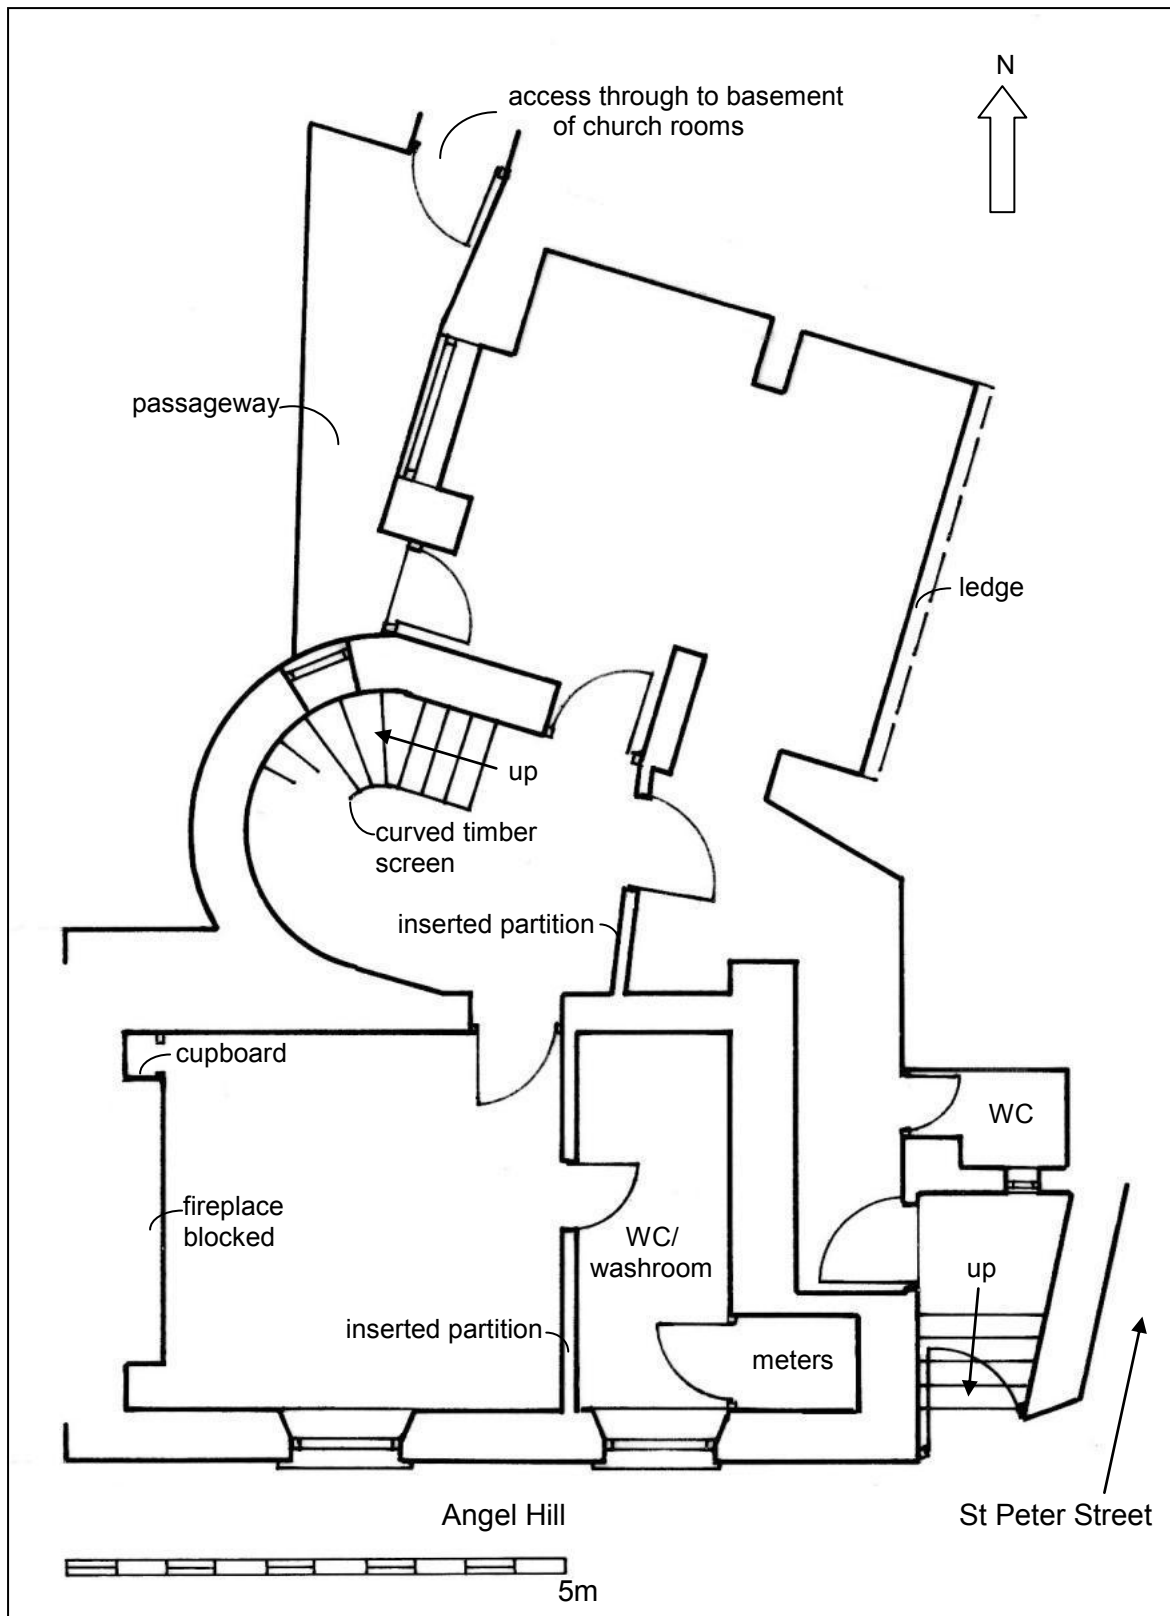 N
access through to basement
of church rooms
passageway
ledge
up
curved timber
screen
inserted partition
cupboard
WC
fireplace
blocked
WC/
washroom
up
inserted partition
meters
Angel Hill
St Peter Street
5m